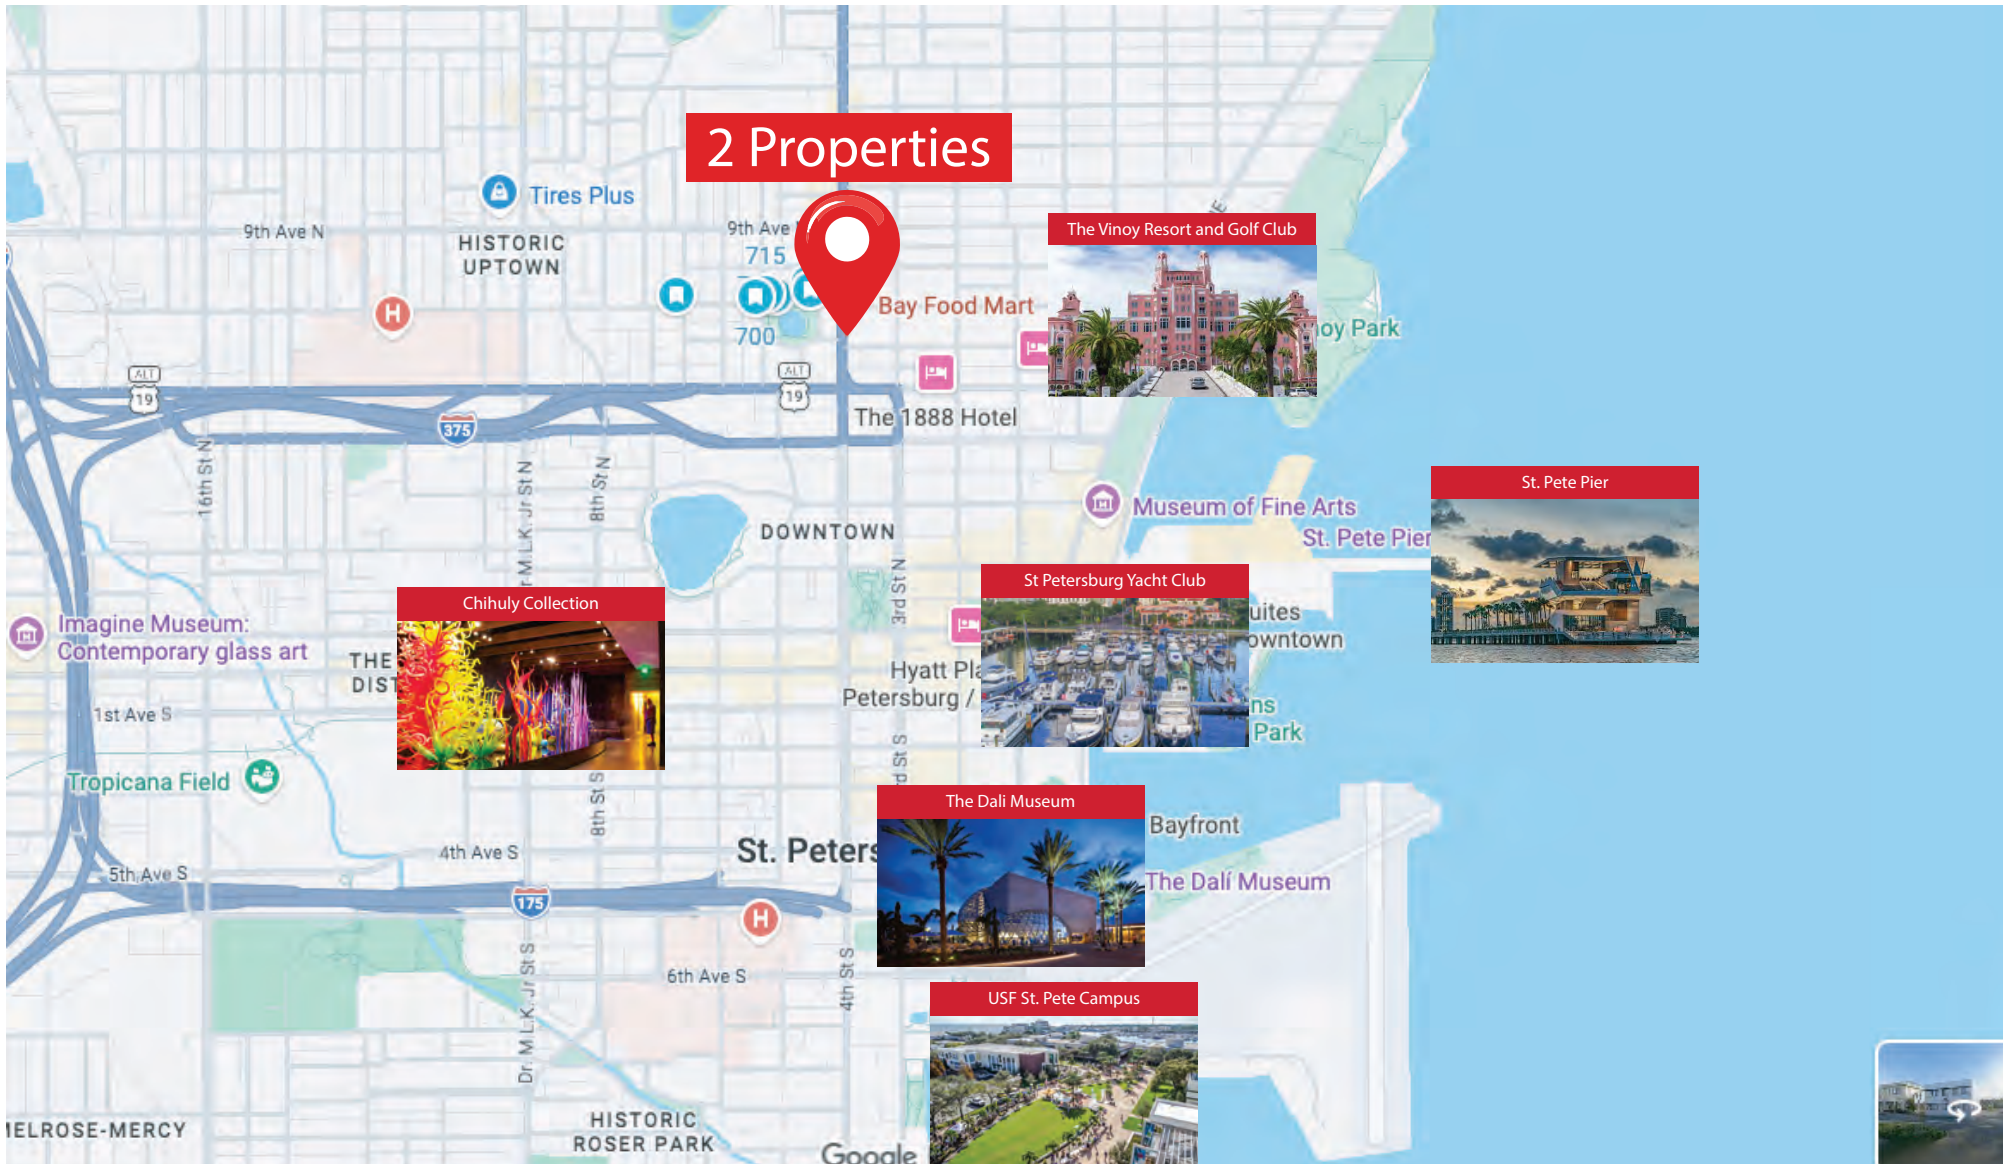 2 Properties
Tires Plus
9th Ave N
HISTORIC
UPTOWN
9th Ave
715
700
Bay Food Mart
The Vinoy Resort and Golf Club
noy Park
ALT
19
ALT
19
375
The 1888 Hotel
16th St N
Dr M.L.K. Jr St N
8th St N
DOWNTOWN
Museum of Fine Arts
St. Pete Pier
St. Pete Pier
3rd St N
St Petersburg Yacht Club
uites
owntown
Chihuly Collection
Imagine Museum:
Contemporary glass art
THE
DIST
Hyatt Pla
Petersburg /
ns
Park
1st Ave S
Tropicana Field
8th St S
3rd St S
The Dali Museum
Bayfront
The Dalí Museum
4th Ave S
St. Peters
5th Ave S
175
6th Ave S
4th St S
Dr. M.L.K. Jr St S
USF St. Pete Campus
MELROSE-MERCY
HISTORIC
ROSER PARK
Google